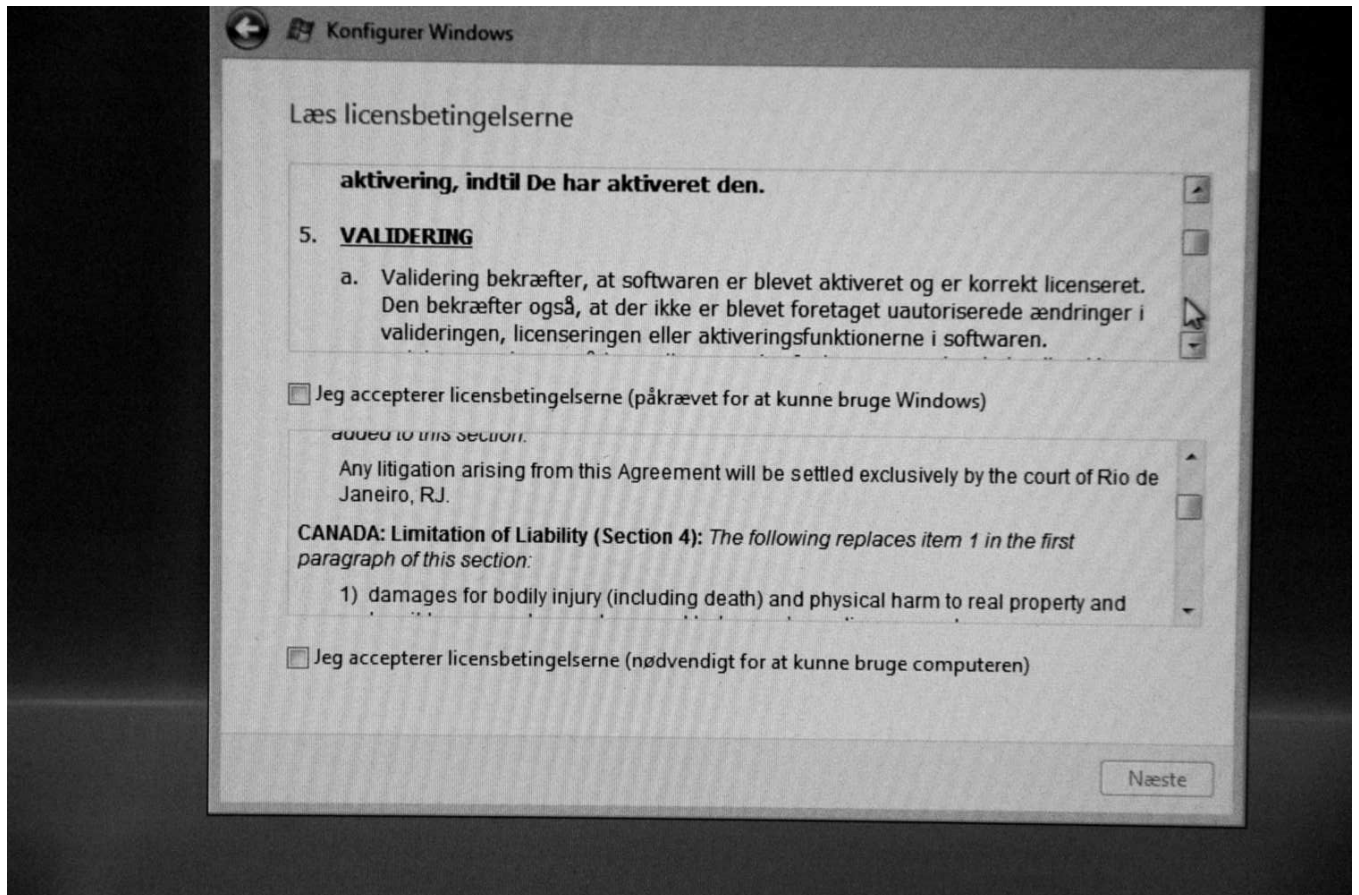 Konfigurer Windows
Læs licensbetingelserne
aktivering, indtil De har aktiveret den.
5. VALIDERING
a. Validering bekræfter, at softwaren er blevet aktiveret og er korrekt licenseret.
Den bekræfter også, at der ikke er blevet foretaget uautoriserede ændringer i
valideringen, licenseringen eller aktiveringsfunktionerne i softwaren.
Jeg accepterer licensbetingelserne (påkrævet for at kunne bruge Windows)
added to this section.
Any litigation arising from this Agreement will be settled exclusively by the court of Rio de
Janeiro, RJ.
CANADA: Limitation of Liability (Section 4): The following replaces item 1 in the first
paragraph of this section:
1) damages for bodily injury (including death) and physical harm to real property and
Jeg accepterer licensbetingelserne (nødvendigt for at kunne bruge computeren)
Næste